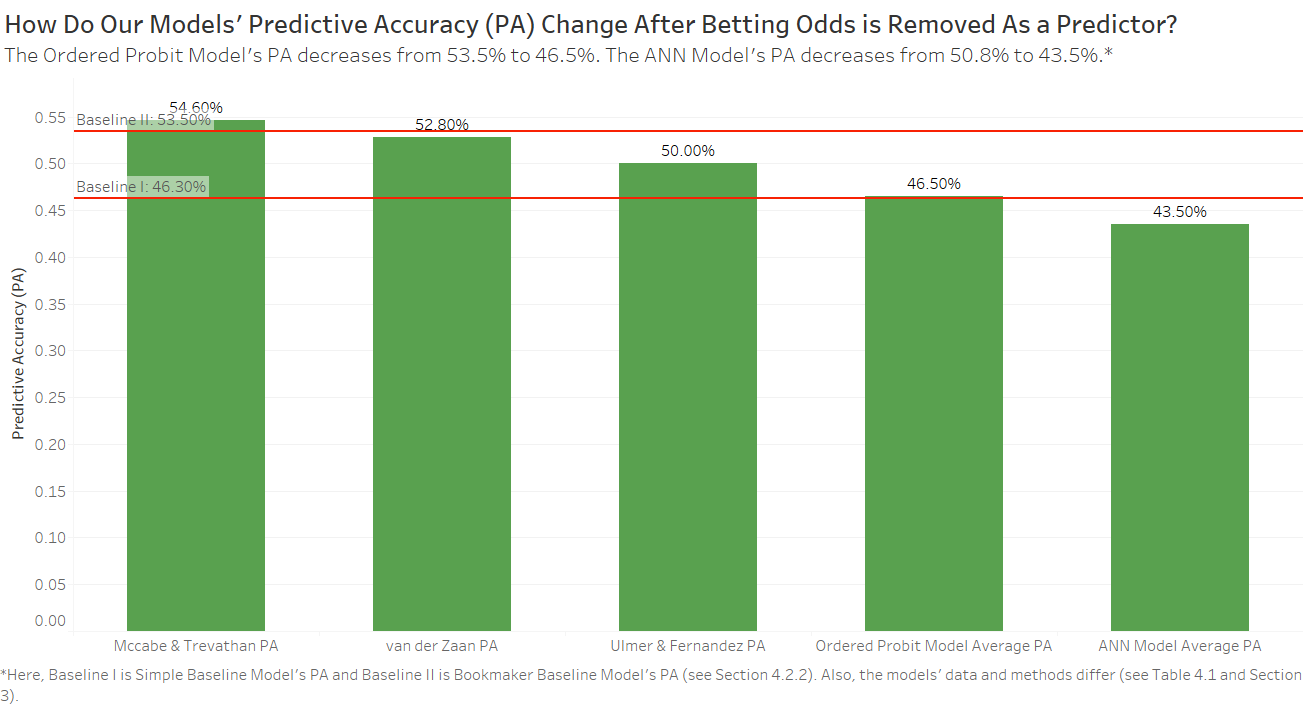 How Do Our Models' Predictive Accuracy (PA) Change After Betting Odds is Removed As a Predictor?
The Ordered Probit Model's PA decreases from 53.5% to 46.5%. The ANN Model's PA decreases from 50.8% to 43.5%.*
54.60%
Baseline II: 53.50%
52.80%
50.00%
Baseline I: 46.30%
46.50%
43.50%
Predictive Accuracy (PA)
0.55
0.50
0.45
0.40
0.35
0.30
0.25
0.20
0.15
0.10
0.05
0.00
Mccabe & Trevathan PA
van der Zaan PA
Ulmer & Fernandez PA
Ordered Probit Model Average PA
ANN Model Average PA
*Here, Baseline I is Simple Baseline Model's PA and Baseline II is Bookmaker Baseline Model's PA (see Section 4.2.2). Also, the models' data and methods differ (see Table 4.1 and Section
3).